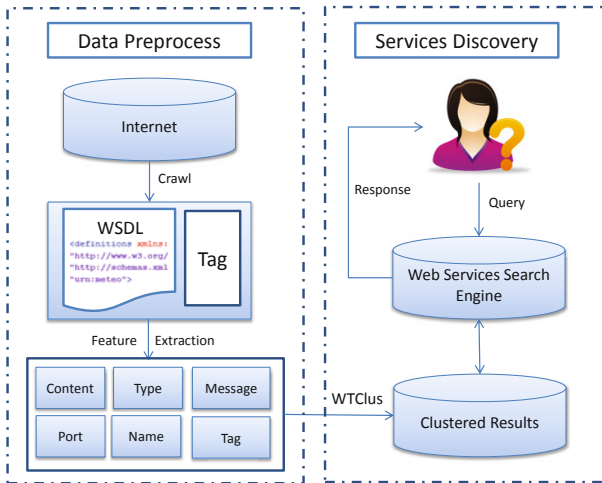 Data Preprocess
Internet
Crawl
WSDL
<definitions xmlns:
"http://www.w3.org/
"http://schemas.xml
"urn:meteo">
Tag
Feature Extraction
Content Type Message
Port Name Tag
WTClus
Services Discovery
?
Response
Query
Web Services Search
Engine
Clustered Results